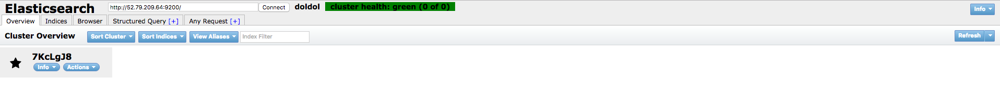 Elasticsearch http://52.79.209.64:9200/ Connect doldol cluster health: green (0 of 0) Info
Overview Indices Browser Structured Query [+] Any Request [+]
Cluster Overview Sort Cluster Sort Indices View Aliases Index Filter Refresh
7KcLgJ8
Info Actions